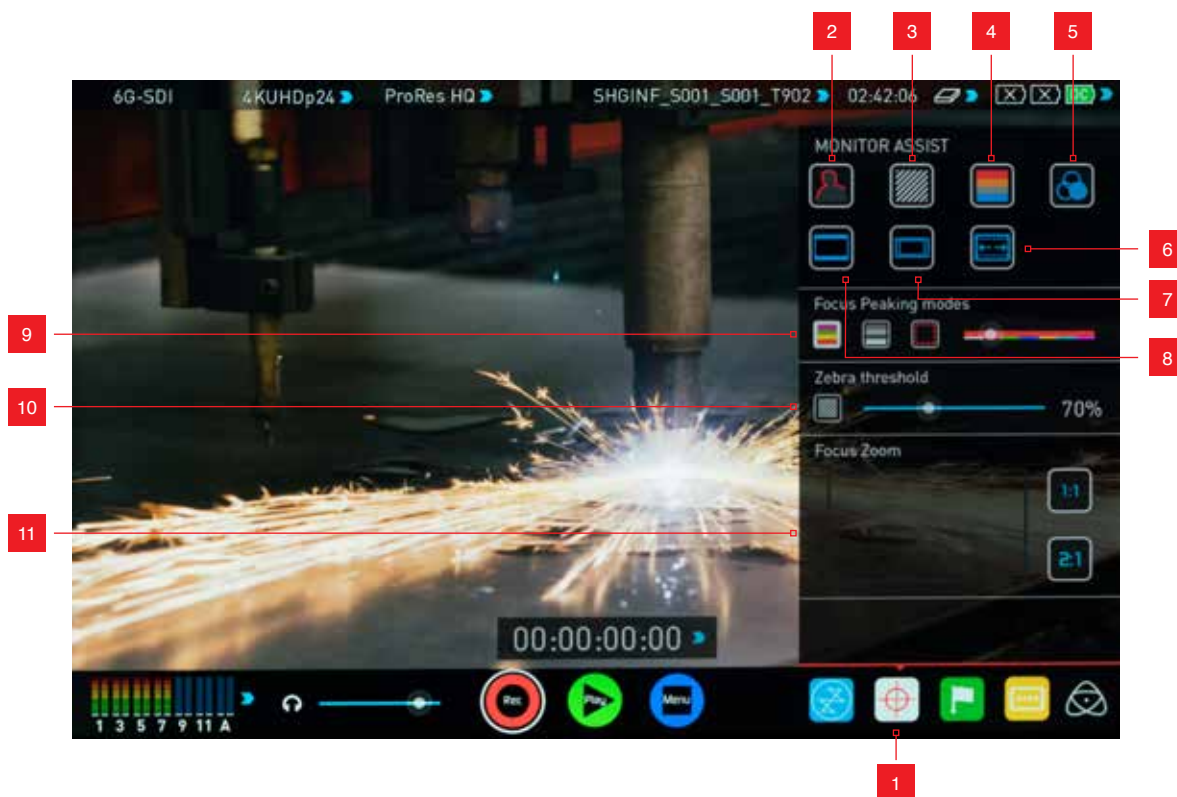 2 3 4 5
6G-SDI 4KUHDp24 ProRes HQ SHGINF_S001_S001_T902 02:42:06 DC
MONITOR ASSIST
6
7
Focus Peaking modes
9
8
Zebra threshold
10
70%
Focus Zoom
1:1
11
2:1
00:00:00:00
Rec Play Menu
1 3 5 7 9 11 A
1